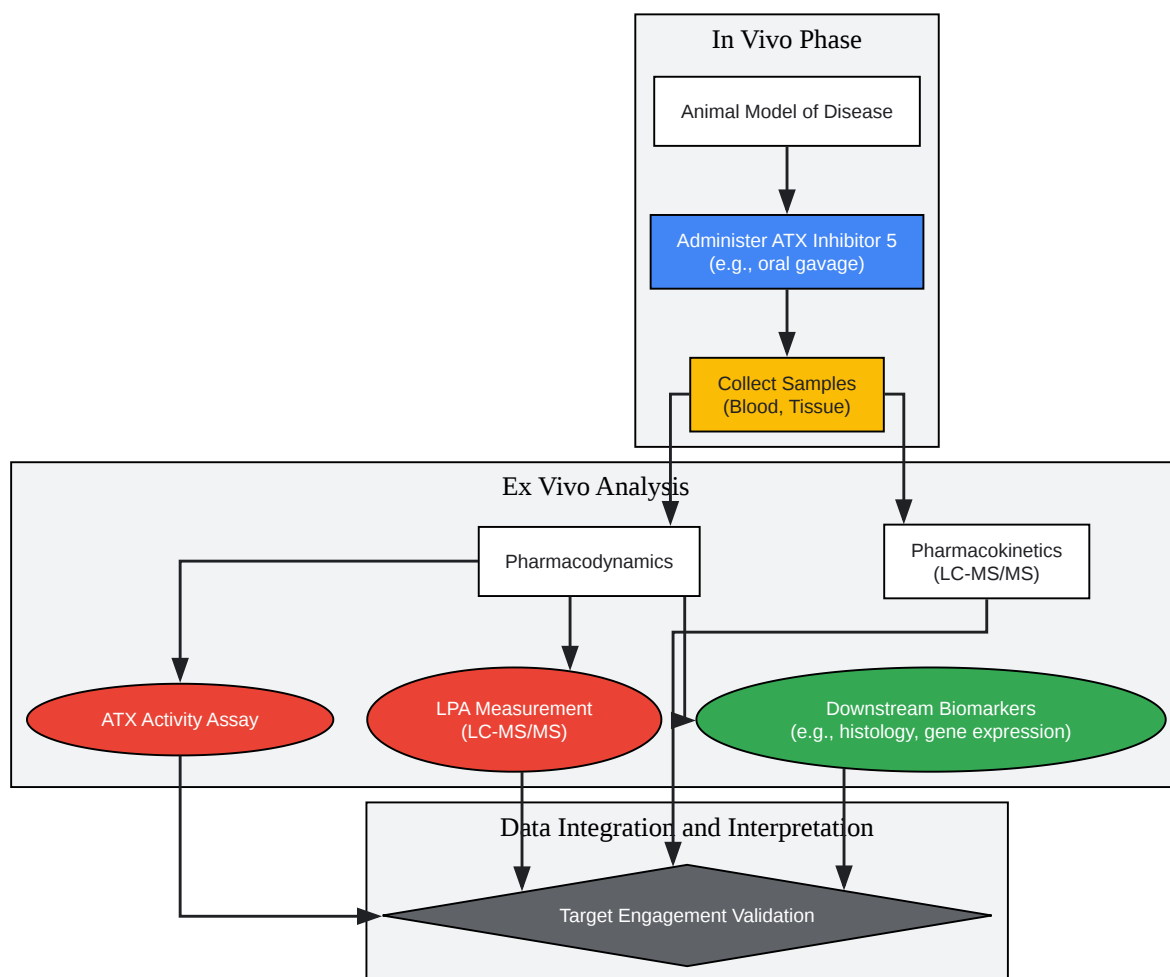 In Vivo Phase
Animal Model of Disease
Administer ATX Inhibitor 5
(e.g., oral gavage)
Collect Samples
(Blood, Tissue)
Ex Vivo Analysis
Pharmacodynamics
Pharmacokinetics
(LC-MS/MS)
ATX Activity Assay
LPA Measurement
(LC-MS/MS)
Downstream Biomarkers
(e.g., histology, gene expression)
Data Integration and Interpretation
Target Engagement Validation